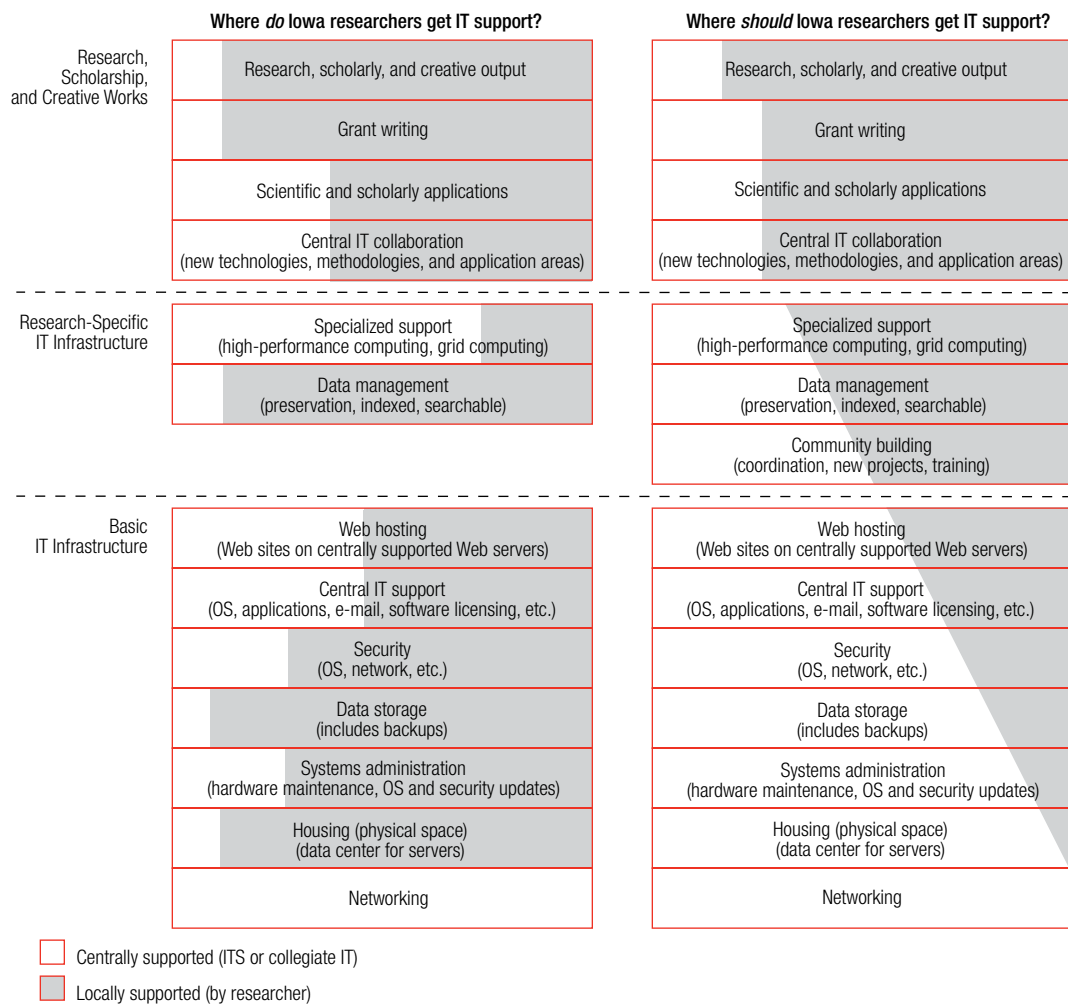 Where do Iowa researchers get IT support?
Where should Iowa researchers get IT support?
Research,
Scholarship,
and Creative Works
Research, scholarly, and creative output
Grant writing
Scientific and scholarly applications
Central IT collaboration
(new technologies, methodologies, and application areas)
Research, scholarly, and creative output
Grant writing
Scientific and scholarly applications
Central IT collaboration
(new technologies, methodologies, and application areas)
Research-Specific
IT Infrastructure
Specialized support
(high-performance computing, grid computing)
Data management
(preservation, indexed, searchable)
Specialized support
(high-performance computing, grid computing)
Data management
(preservation, indexed, searchable)
Community building
(coordination, new projects, training)
Basic
IT Infrastructure
Web hosting
(Web sites on centrally supported Web servers)
Central IT support
(OS, applications, e-mail, software licensing, etc.)
Security
(OS, network, etc.)
Data storage
(includes backups)
Systems administration
(hardware maintenance, OS and security updates)
Housing (physical space)
(data center for servers)
Networking
Web hosting
(Web sites on centrally supported Web servers)
Central IT support
(OS, applications, e-mail, software licensing, etc.)
Security
(OS, network, etc.)
Data storage
(includes backups)
Systems administration
(hardware maintenance, OS and security updates)
Housing (physical space)
(data center for servers)
Networking
Centrally supported (ITS or collegiate IT)
Locally supported (by researcher)